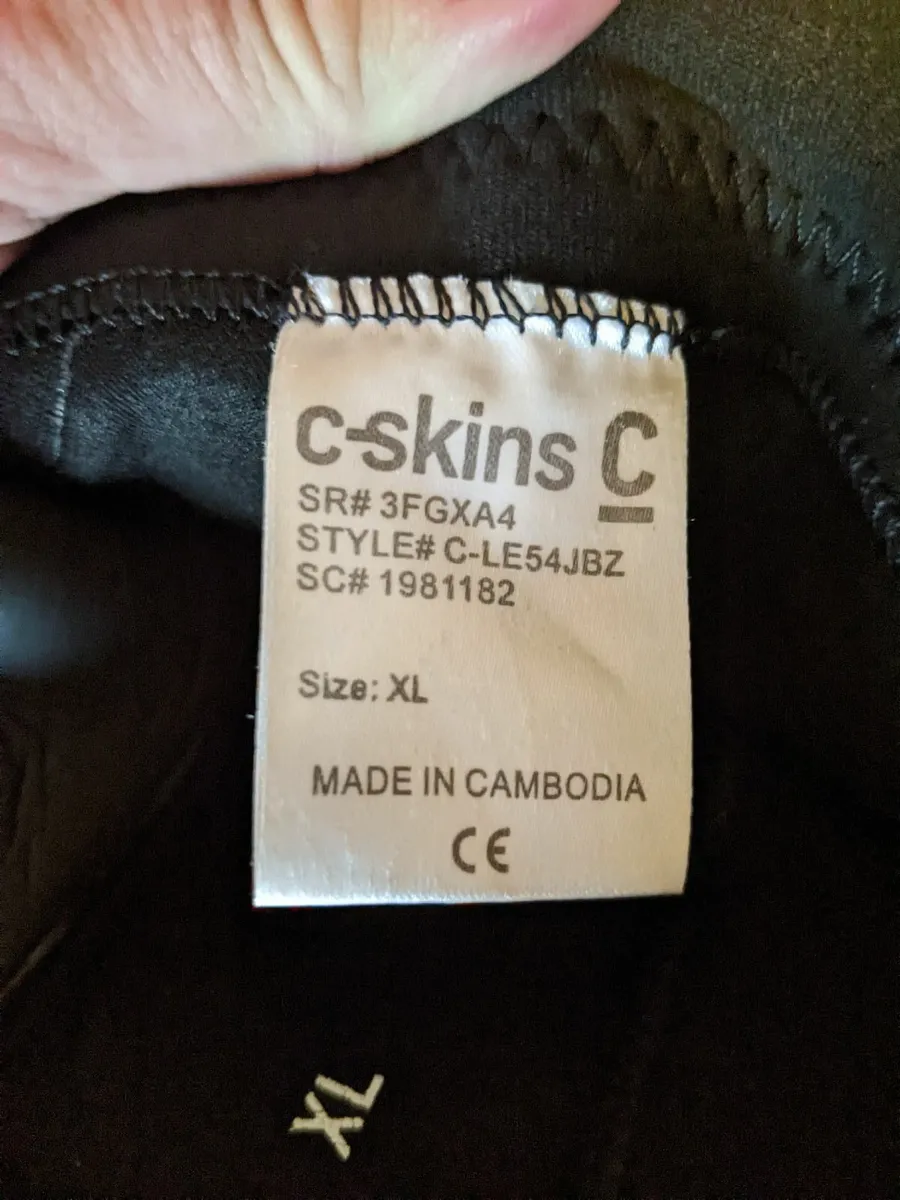 c-skins C
SR# 3FGXA4
STYLE# C-LE54JBZ
SC# 1981182
Size: XL
MADE IN CAMBODIA
CE
XL